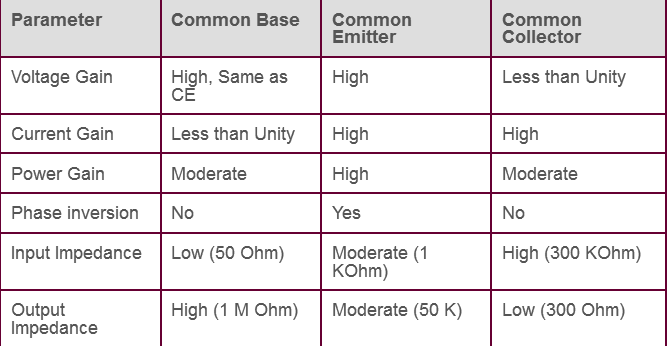 Parameter
Common Base
Common
Emitter
Common
Collector
Voltage Gain
High, Same as
CE
High
Less than Unity
Current Gain
Less than Unity
High
High
Power Gain
Moderate
High
Moderate
Phase inversion
No
Yes
No
Input Impedance
Low (50 Ohm)
Moderate (1
KOhm)
High (300 KOhm)
Output
Impedance
High (1 M Ohm)
Moderate (50 K)
Low (300 Ohm)